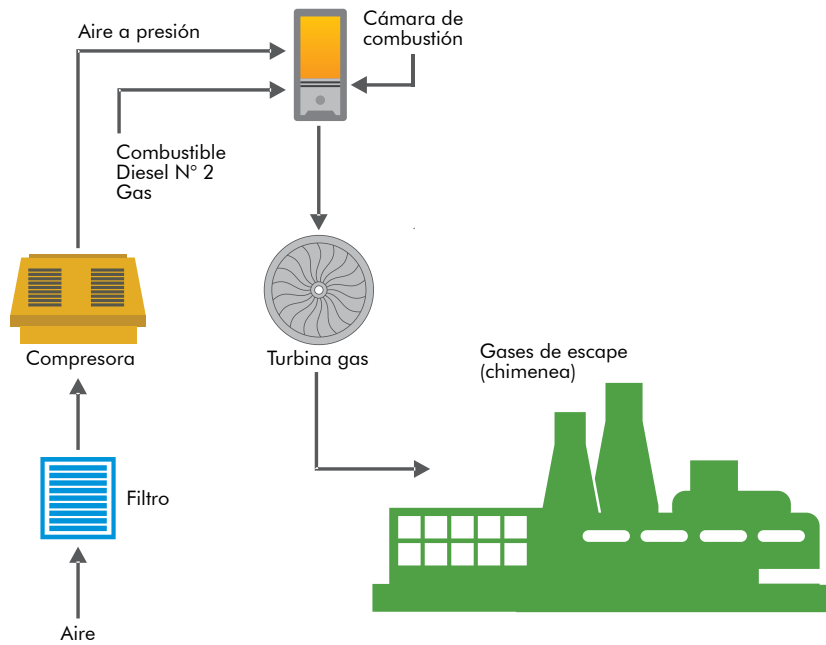 Aire a presión
Cámara de
combustión
Combustible
Diesel N° 2
Gas
Compresora
Turbina gas
Gases de escape
(chimenea)
Filtro
Aire